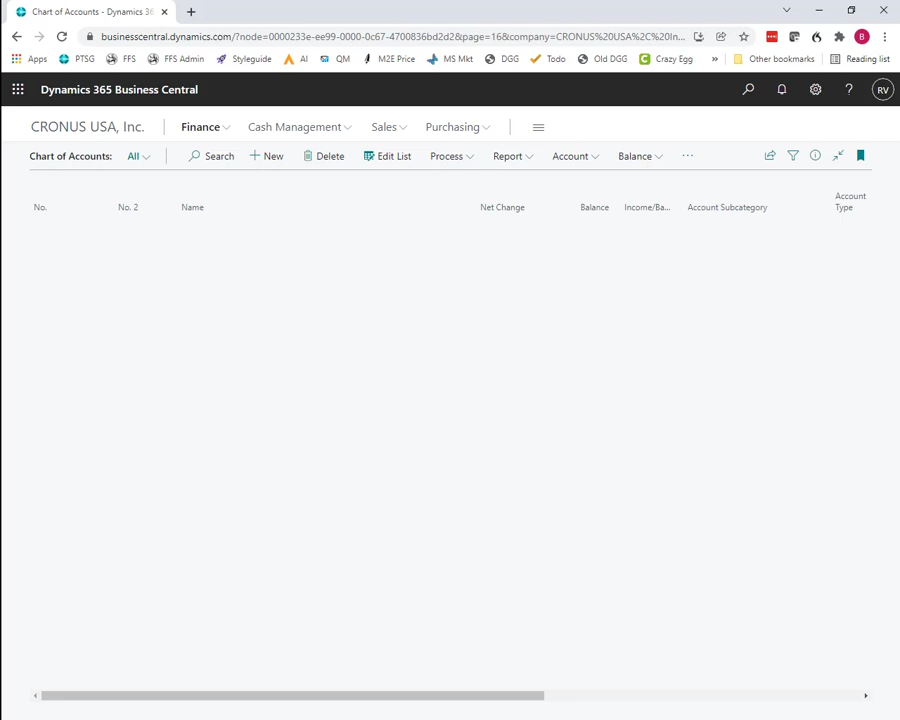 Chart of Accounts - Dynamics 36
businesscentral.dynamics.com/?node=0000233e-ee99-0000-0c67-4700836bd2d2&page=16&company=CRONUS%20USA%2C%20In...
B
Apps PTSG FFS FFS Admin Styleguide AI QM M2E Price MS Mkt DGG Todo Old DGG Crazy Egg » Other bookmarks Reading list
Dynamics 365 Business Central ? RV
CRONUS USA, Inc. Finance Cash Management Sales Purchasing
Chart of Accounts: All Search + New Delete Edit List Process Report Account Balance ...
No. No. 2 Name Net Change Balance Income/Ba... Account Subcategory Account Type